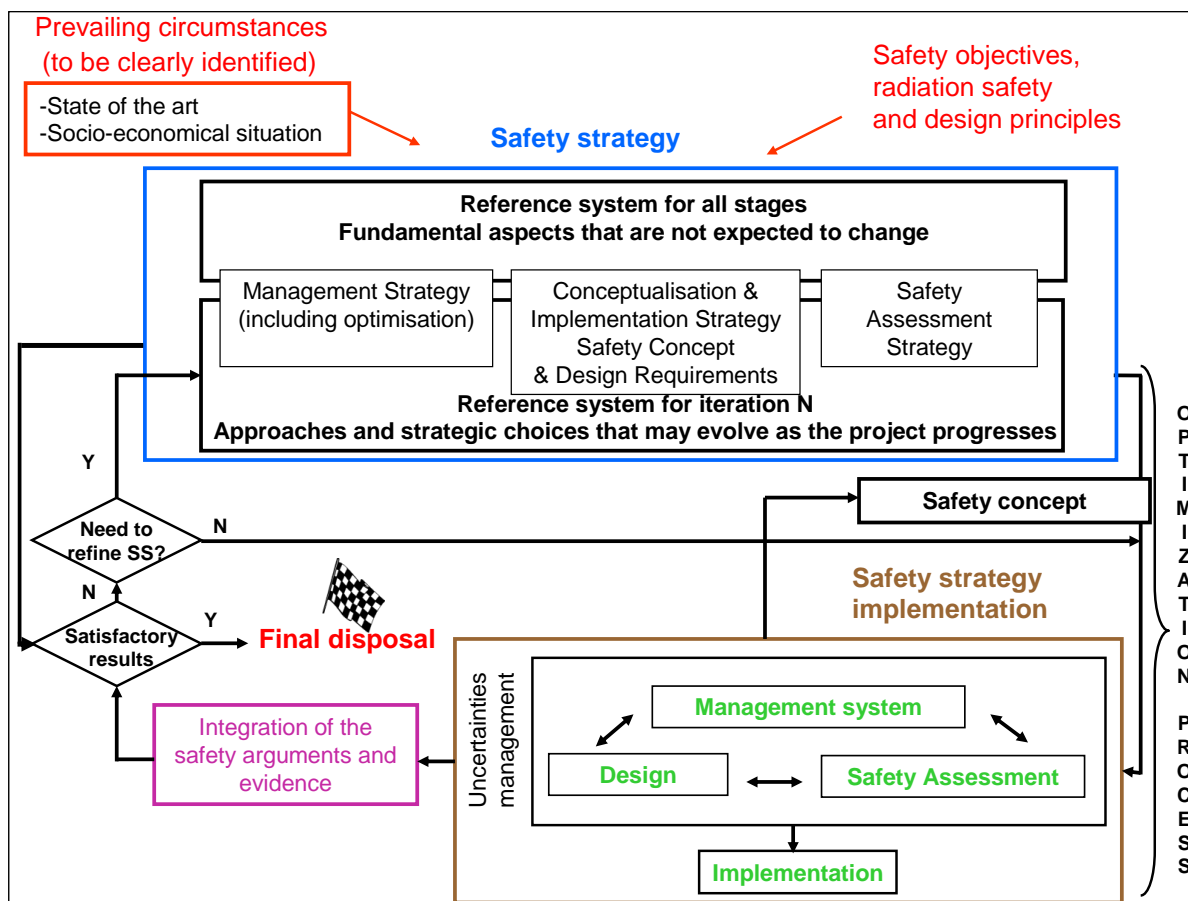 Prevailing circumstances
(to be clearly identified)
-State of the art
-Socio-economical situation
Safety objectives,
radiation safety
and design principles
Safety strategy
Reference system for all stages
Fundamental aspects that are not expected to change
Management Strategy
(including optimisation)
Conceptualisation &
Implementation Strategy
Safety Concept
& Design Requirements
Safety
Assessment
Strategy
Reference system for iteration N
Approaches and strategic choices that may evolve as the project progresses
Y
Need to
refine SS?
N
N
Satisfactory
results
Y
Final disposal
Safety concept
Safety strategy
implementation
Integration of the
safety arguments and
evidence
Uncertainties
management
Management system
Design
Safety Assessment
Implementation
O
P
T
I
M
I
Z
A
T
I
O
N
P
R
O
C
E
S
S